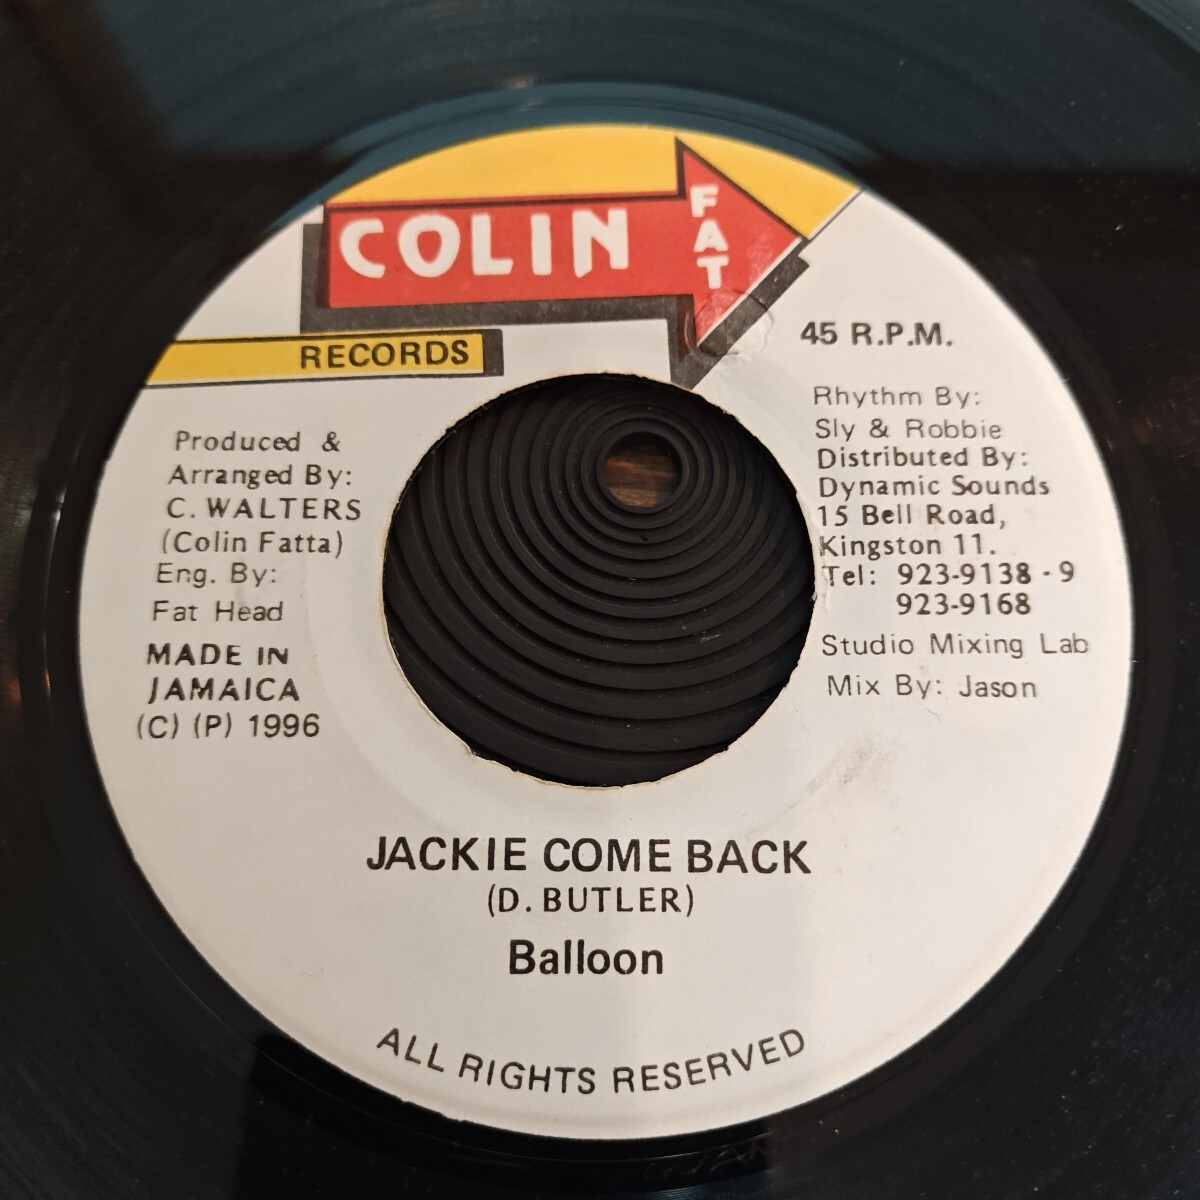 COLIN
FAT
RECORDS
45 R.P.M.
Produced &
Arranged By:
C. WALTERS
(Colin Fatta)
Eng. By:
Fat Head
MADE IN
JAMAICA
(C) (P) 1996
Rhythm By:
Sly & Robbie
Distributed By:
Dynamic Sounds
15 Bell Road,
Kingston 11.
Tel: 923-9138 - 9
923-9168
Studio Mixing Lab
Mix By: Jason
JACKIE COME BACK
(D. BUTLER)
Balloon
ALL RIGHTS RESERVED